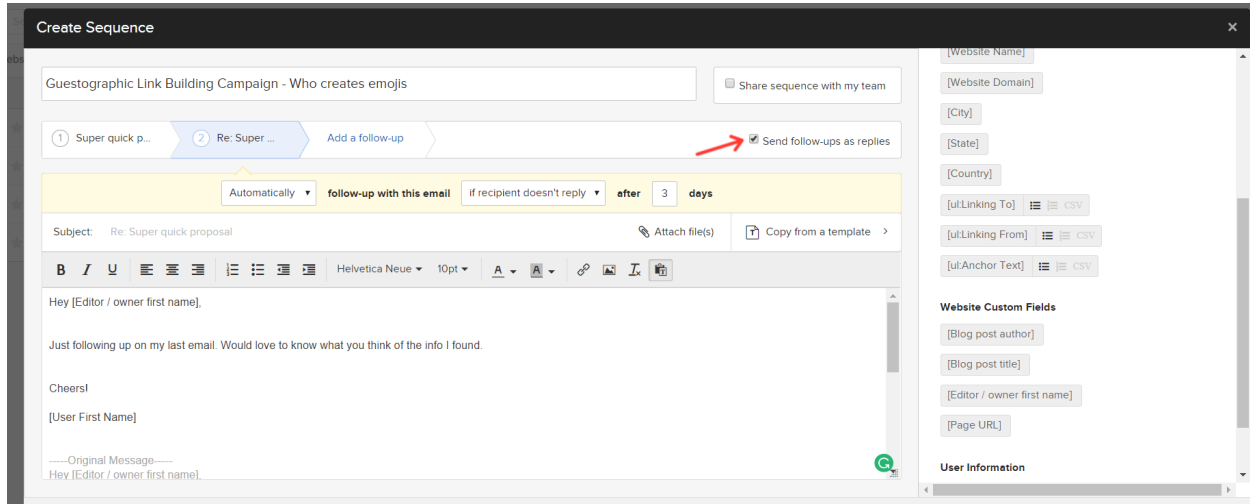 Create Sequence ×
ebs
Guestographic Link Building Campaign - Who creates emojis
Share sequence with my team
1 Super quick p... 2 Re: Super ... Add a follow-up
Send follow-ups as replies
Automatically follow-up with this email if recipient doesn't reply after 3 days
Subject: Re: Super quick proposal Attach file(s) Copy from a template
B I U Helvetica Neue 10pt A A
Hey [Editor / owner first name],
Just following up on my last email. Would love to know what you think of the info I found.
Cheers!
[User First Name]
-----Original Message-----
Hey [Editor / owner first name],
[Website Name]
[Website Domain]
[City]
[State]
[Country]
[ul:Linking To] CSV
[ul:Linking From] CSV
[ul:Anchor Text] CSV
Website Custom Fields
[Blog post author]
[Blog post title]
[Editor / owner first name]
[Page URL]
User Information